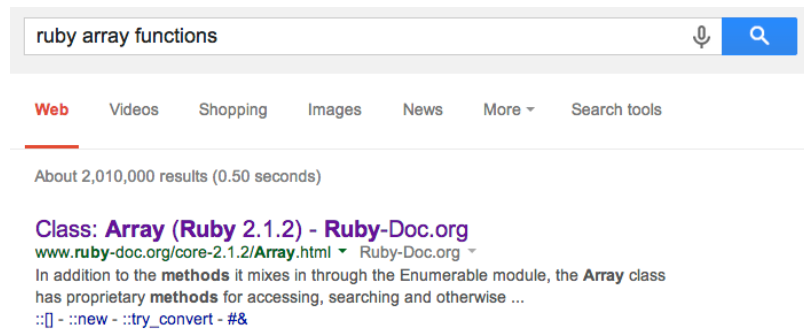 ruby array functions
Web Videos Shopping Images News More Search tools
About 2,010,000 results (0.50 seconds)
Class: Array (Ruby 2.1.2) - Ruby-Doc.org
www.ruby-doc.org/core-2.1.2/Array.html Ruby-Doc.org
In addition to the methods it mixes in through the Enumerable module, the Array class
has proprietary methods for accessing, searching and otherwise ...
::[] - ::new - ::try_convert - #&